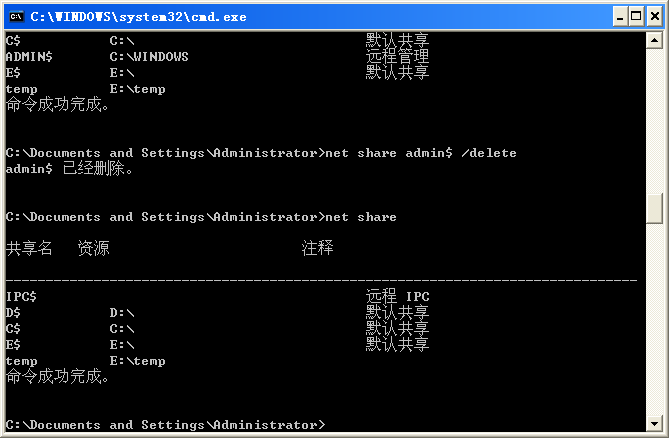 C:\WINDOWS\system32\cmd.exe
C$ C:\ 默认共享
ADMIN$ C:\WINDOWS 远程管理
E$ E:\ 默认共享
temp E:\temp
命令成功完成。
C:\Documents and Settings\Administrator>net share admin$ /delete
admin$ 已经删除。
C:\Documents and Settings\Administrator>net share
共享名 资源 注释
-------------------------------------------------------------------------------
IPC$ 远程 IPC
D$ D:\ 默认共享
C$ C:\ 默认共享
E$ E:\ 默认共享
temp E:\temp
命令成功完成。
C:\Documents and Settings\Administrator>